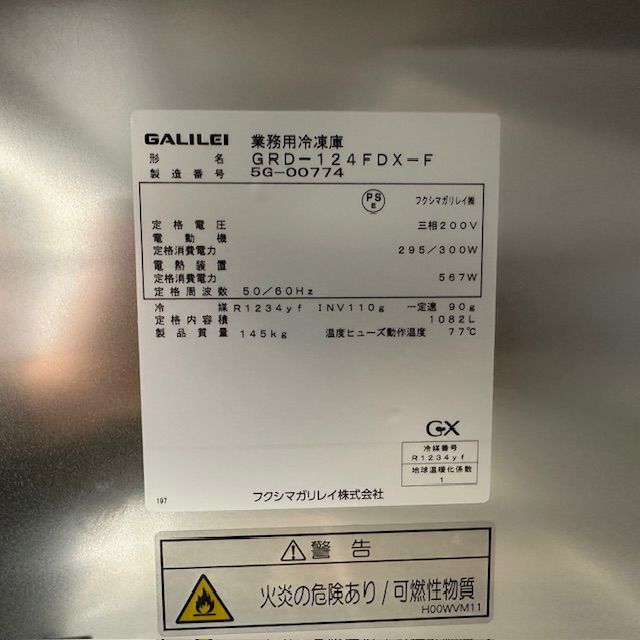 GALILEI 業務用冷凍庫
形名 GRD-124FDX-F
製造番号 5G-00774
PS E フクシマガリレイ㈱
定格電圧 三相200V
電動機
定格消費電力 295/300W
電熱装置
定格消費電力 567W
定格周波数 50/60Hz
冷媒 R1234yf INV110g 一定速 90g
定格内容積 1082L
製品質量 145kg 温度ヒューズ動作温度 77℃
GX
冷媒番号
R1234yf
地球温暖化係数
1
197 フクシマガリレイ株式会社
⚠警告
火炎の危険あり/可燃性物質
H00WVM11